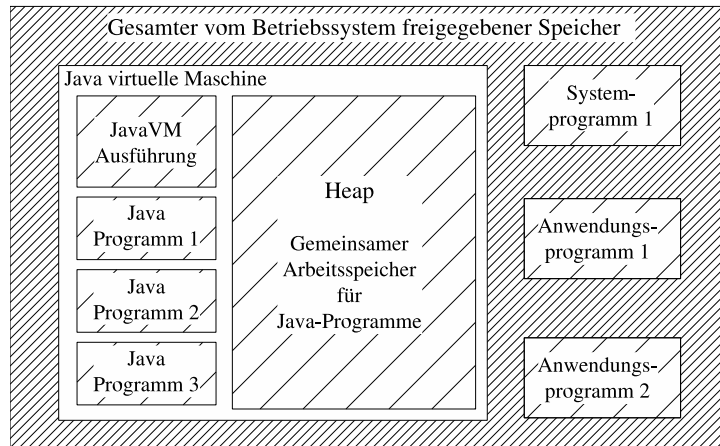 Gesamter vom Betriebssystem freigegebener Speicher
Java virtuelle Maschine
JavaVM
Ausführung
Java
Programm 1
Java
Programm 2
Java
Programm 3
Heap
Gemeinsamer
Arbeitsspeicher
für
Java-Programme
System-
programm 1
Anwendungs-
programm 1
Anwendungs-
programm 2